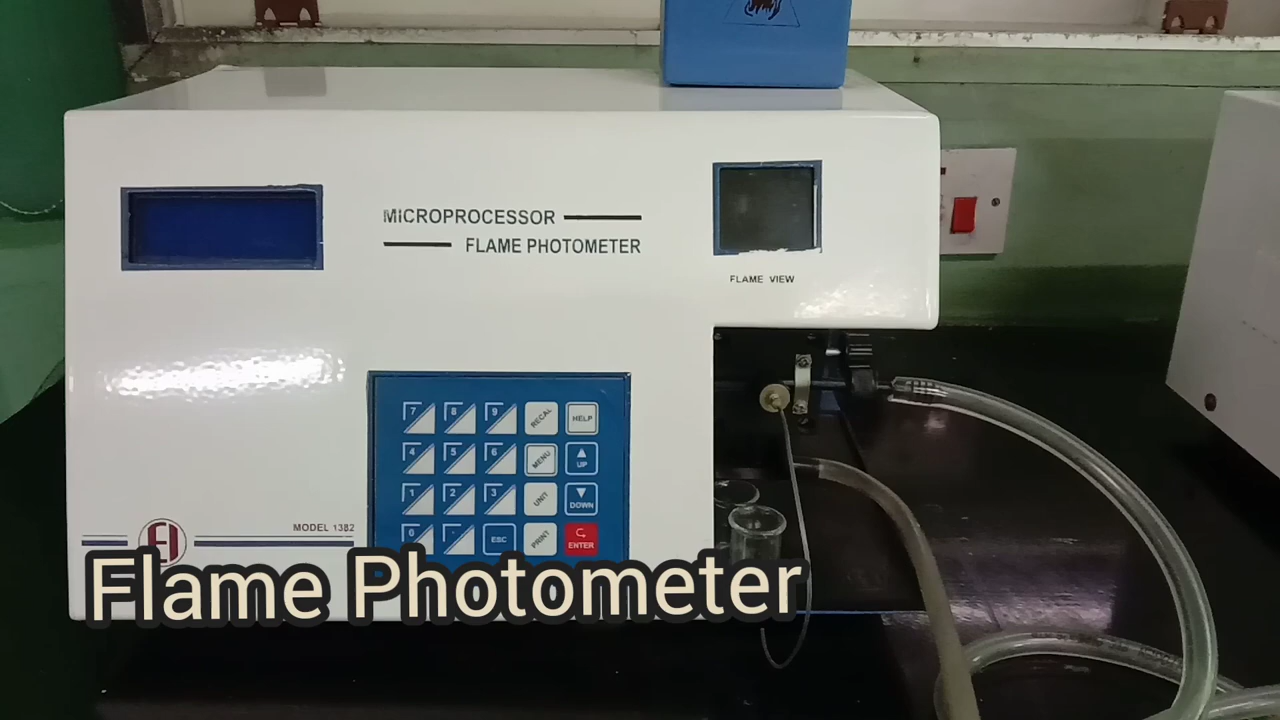 MICROPROCESSOR
FLAME PHOTOMETER
FLAME VIEW
7 8 9 RECAL HELP
4 5 6 MENU UP
1 2 3 UNIT DOWN
0 . ESC PRINT ENTER
MODEL 1382
EI
Flame Photometer